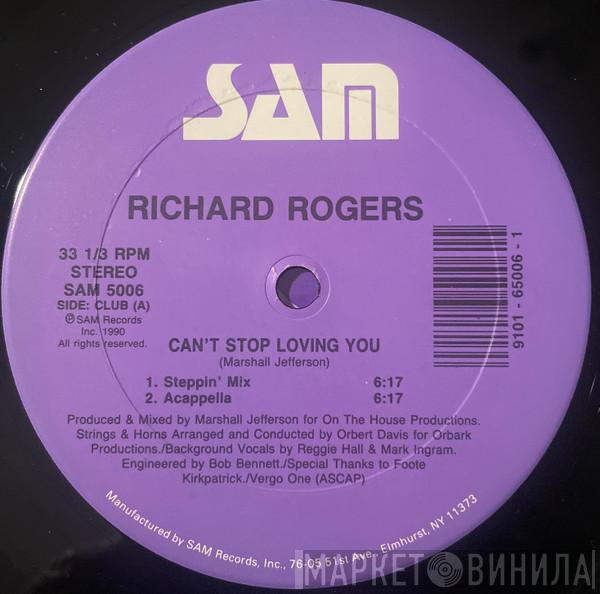 SAM
RICHARD ROGERS
33 1/3 RPM
STEREO
SAM 5006
SIDE: CLUB (A)
℗ SAM Records
Inc. 1990
All rights reserved.
9101 - 65006 - 1
CAN'T STOP LOVING YOU
(Marshall Jefferson)
1. Steppin' Mix 6:17
2. Acappella 6:17
Produced & Mixed by Marshall Jefferson for On The House Productions.
Strings & Horns Arranged and Conducted by Orbert Davis for Orbark
Productions./Background Vocals by Reggie Hall & Mark Ingram.
Engineered by Bob Bennett./Special Thanks to Foote
Kirkpatrick./Vergo One (ASCAP)
Manufactured by SAM Records, Inc., 76-05 51st Ave., Elmhurst, NY 11373
МАРКЕТ ВИНИЛА